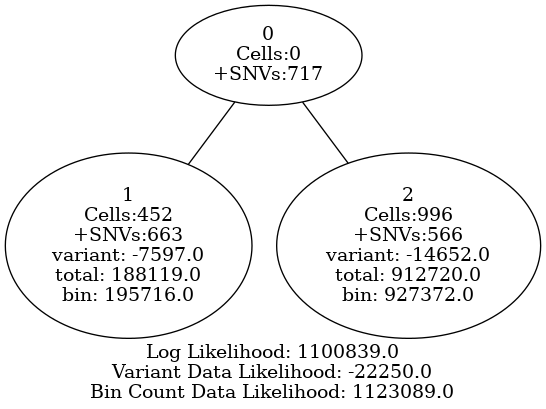 0
Cells:0
+SNVs:717
1
Cells:452
+SNVs:663
variant: -7597.0
total: 188119.0
bin: 195716.0
2
Cells:996
+SNVs:566
variant: -14652.0
total: 912720.0
bin: 927372.0
Log Likelihood: 1100839.0
Variant Data Likelihood: -22250.0
Bin Count Data Likelihood: 1123089.0